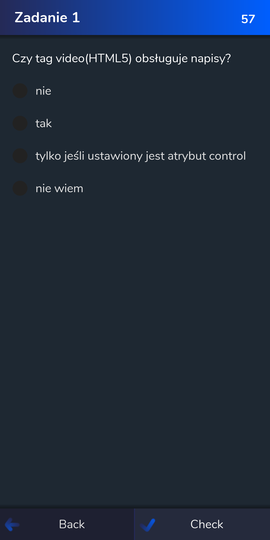 Zadanie 1
57
Czy tag video(HTML5) obsługuje napisy?
nie
tak
tylko jeśli ustawiony jest atrybut control
nie wiem
Back
Check